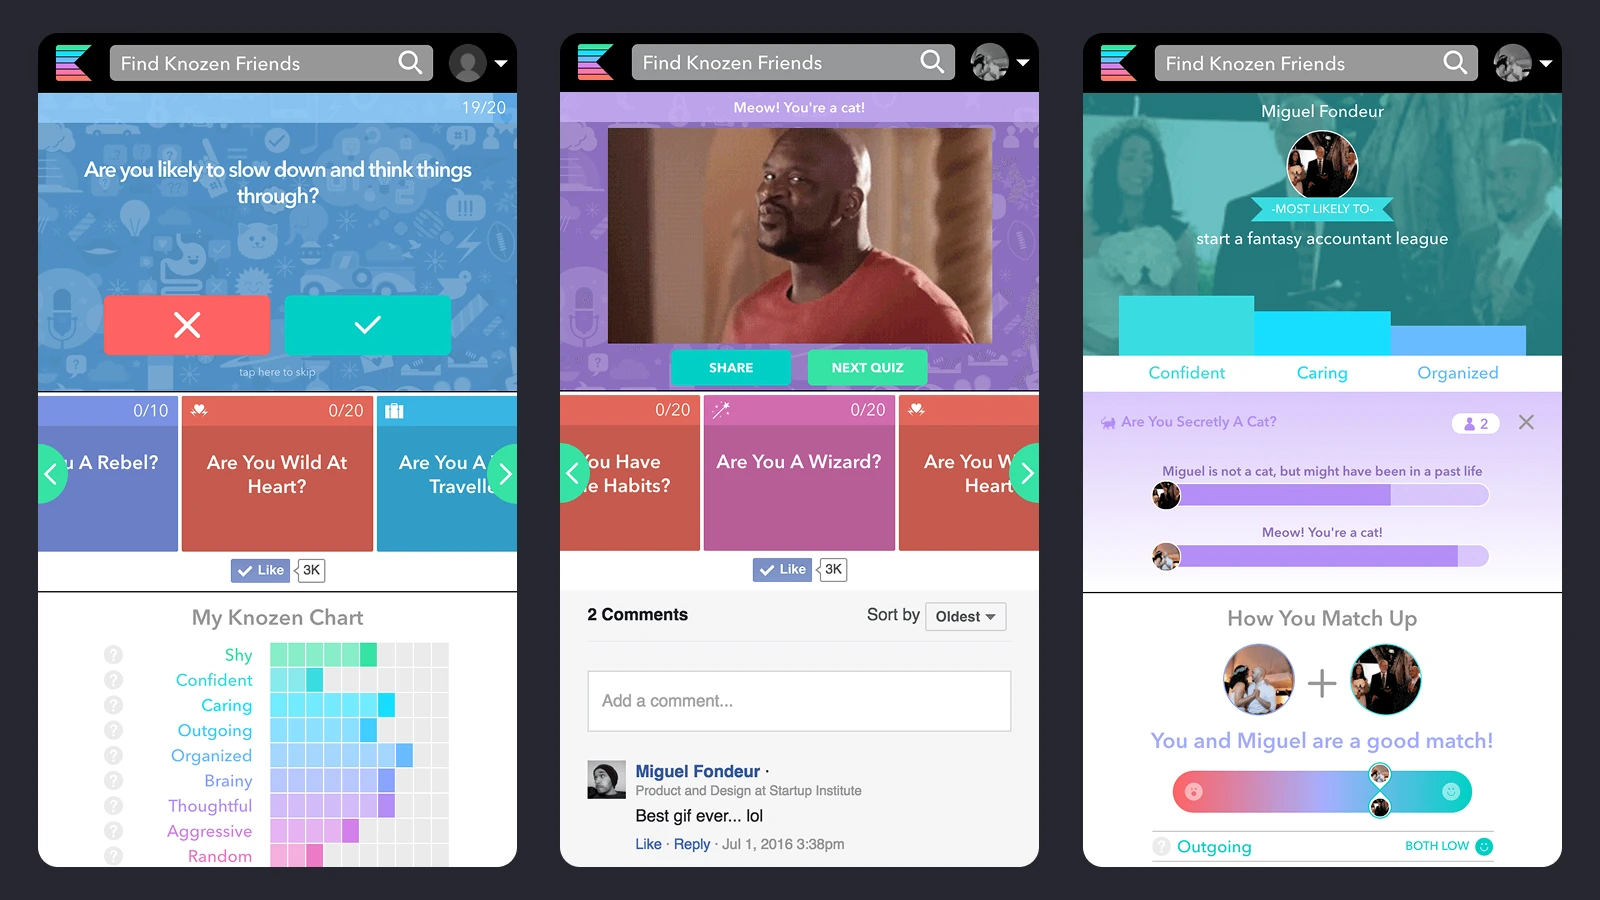 Find Knozen Friends
19/20
Are you likely to slow down and think things
through?
tap here to skip
0/10
u A Rebel?
0/20
Are You Wild At
Heart?
Are You A
Travelle
Like
3K
My Knozen Chart
? Shy
? Confident
? Caring
? Outgoing
? Organized
? Brainy
? Thoughtful
? Aggressive
? Random
Find Knozen Friends
Meow! You're a cat!
SHARE
NEXT QUIZ
0/20
ou Have
e Habits?
0/20
Are You A Wizard?
Are You W
Heart
Like
3K
2 Comments
Sort by Oldest
Add a comment...
Miguel Fondeur ·
Product and Design at Startup Institute
Best gif ever... lol
Like · Reply · Jul 1, 2016 3:38pm
Find Knozen Friends
Miguel Fondeur
-MOST LIKELY TO-
start a fantasy accountant league
Confident
Caring
Organized
Are You Secretly A Cat?
2
Miguel is not a cat, but might have been in a past life
Meow! You're a cat!
How You Match Up
+
You and Miguel are a good match!
? Outgoing
BOTH LOW